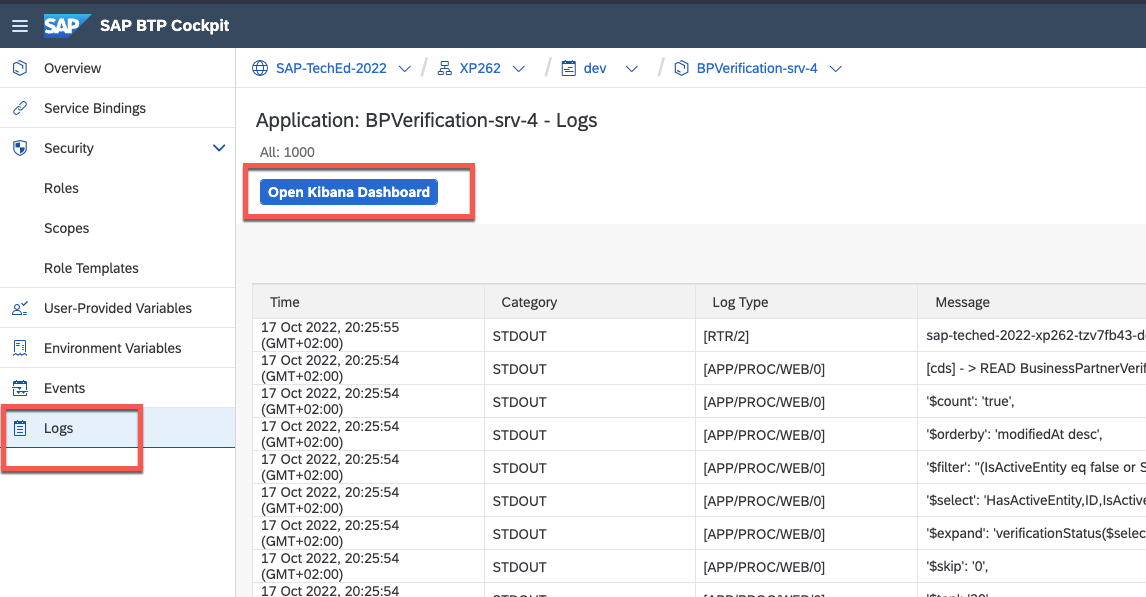 SAP SAP BTP Cockpit
Overview
Service Bindings
Security
Roles
Scopes
Role Templates
User-Provided Variables
Environment Variables
Events
Logs
SAP-TechEd-2022 / XP262 / dev / BPVerification-srv-4
Application: BPVerification-srv-4 - Logs
All: 1000
Open Kibana Dashboard
Time Category Log Type Message
17 Oct 2022, 20:25:55
(GMT+02:00) STDOUT [RTR/2] sap-teched-2022-xp262-tzv7fb43-d
17 Oct 2022, 20:25:54
(GMT+02:00) STDOUT [APP/PROC/WEB/0] [cds] - > READ BusinessPartnerVerif
17 Oct 2022, 20:25:54
(GMT+02:00) STDOUT [APP/PROC/WEB/0] '$count': 'true',
17 Oct 2022, 20:25:54
(GMT+02:00) STDOUT [APP/PROC/WEB/0] '$orderby': 'modifiedAt desc',
17 Oct 2022, 20:25:54
(GMT+02:00) STDOUT [APP/PROC/WEB/0] '$filter': "(IsActiveEntity eq false or S
17 Oct 2022, 20:25:54
(GMT+02:00) STDOUT [APP/PROC/WEB/0] '$select': 'HasActiveEntity,ID,IsActive
17 Oct 2022, 20:25:54
(GMT+02:00) STDOUT [APP/PROC/WEB/0] '$expand': 'verificationStatus($selec
17 Oct 2022, 20:25:54
(GMT+02:00) STDOUT [APP/PROC/WEB/0] '$skip': '0',
17 Oct 2022, 20:25:54